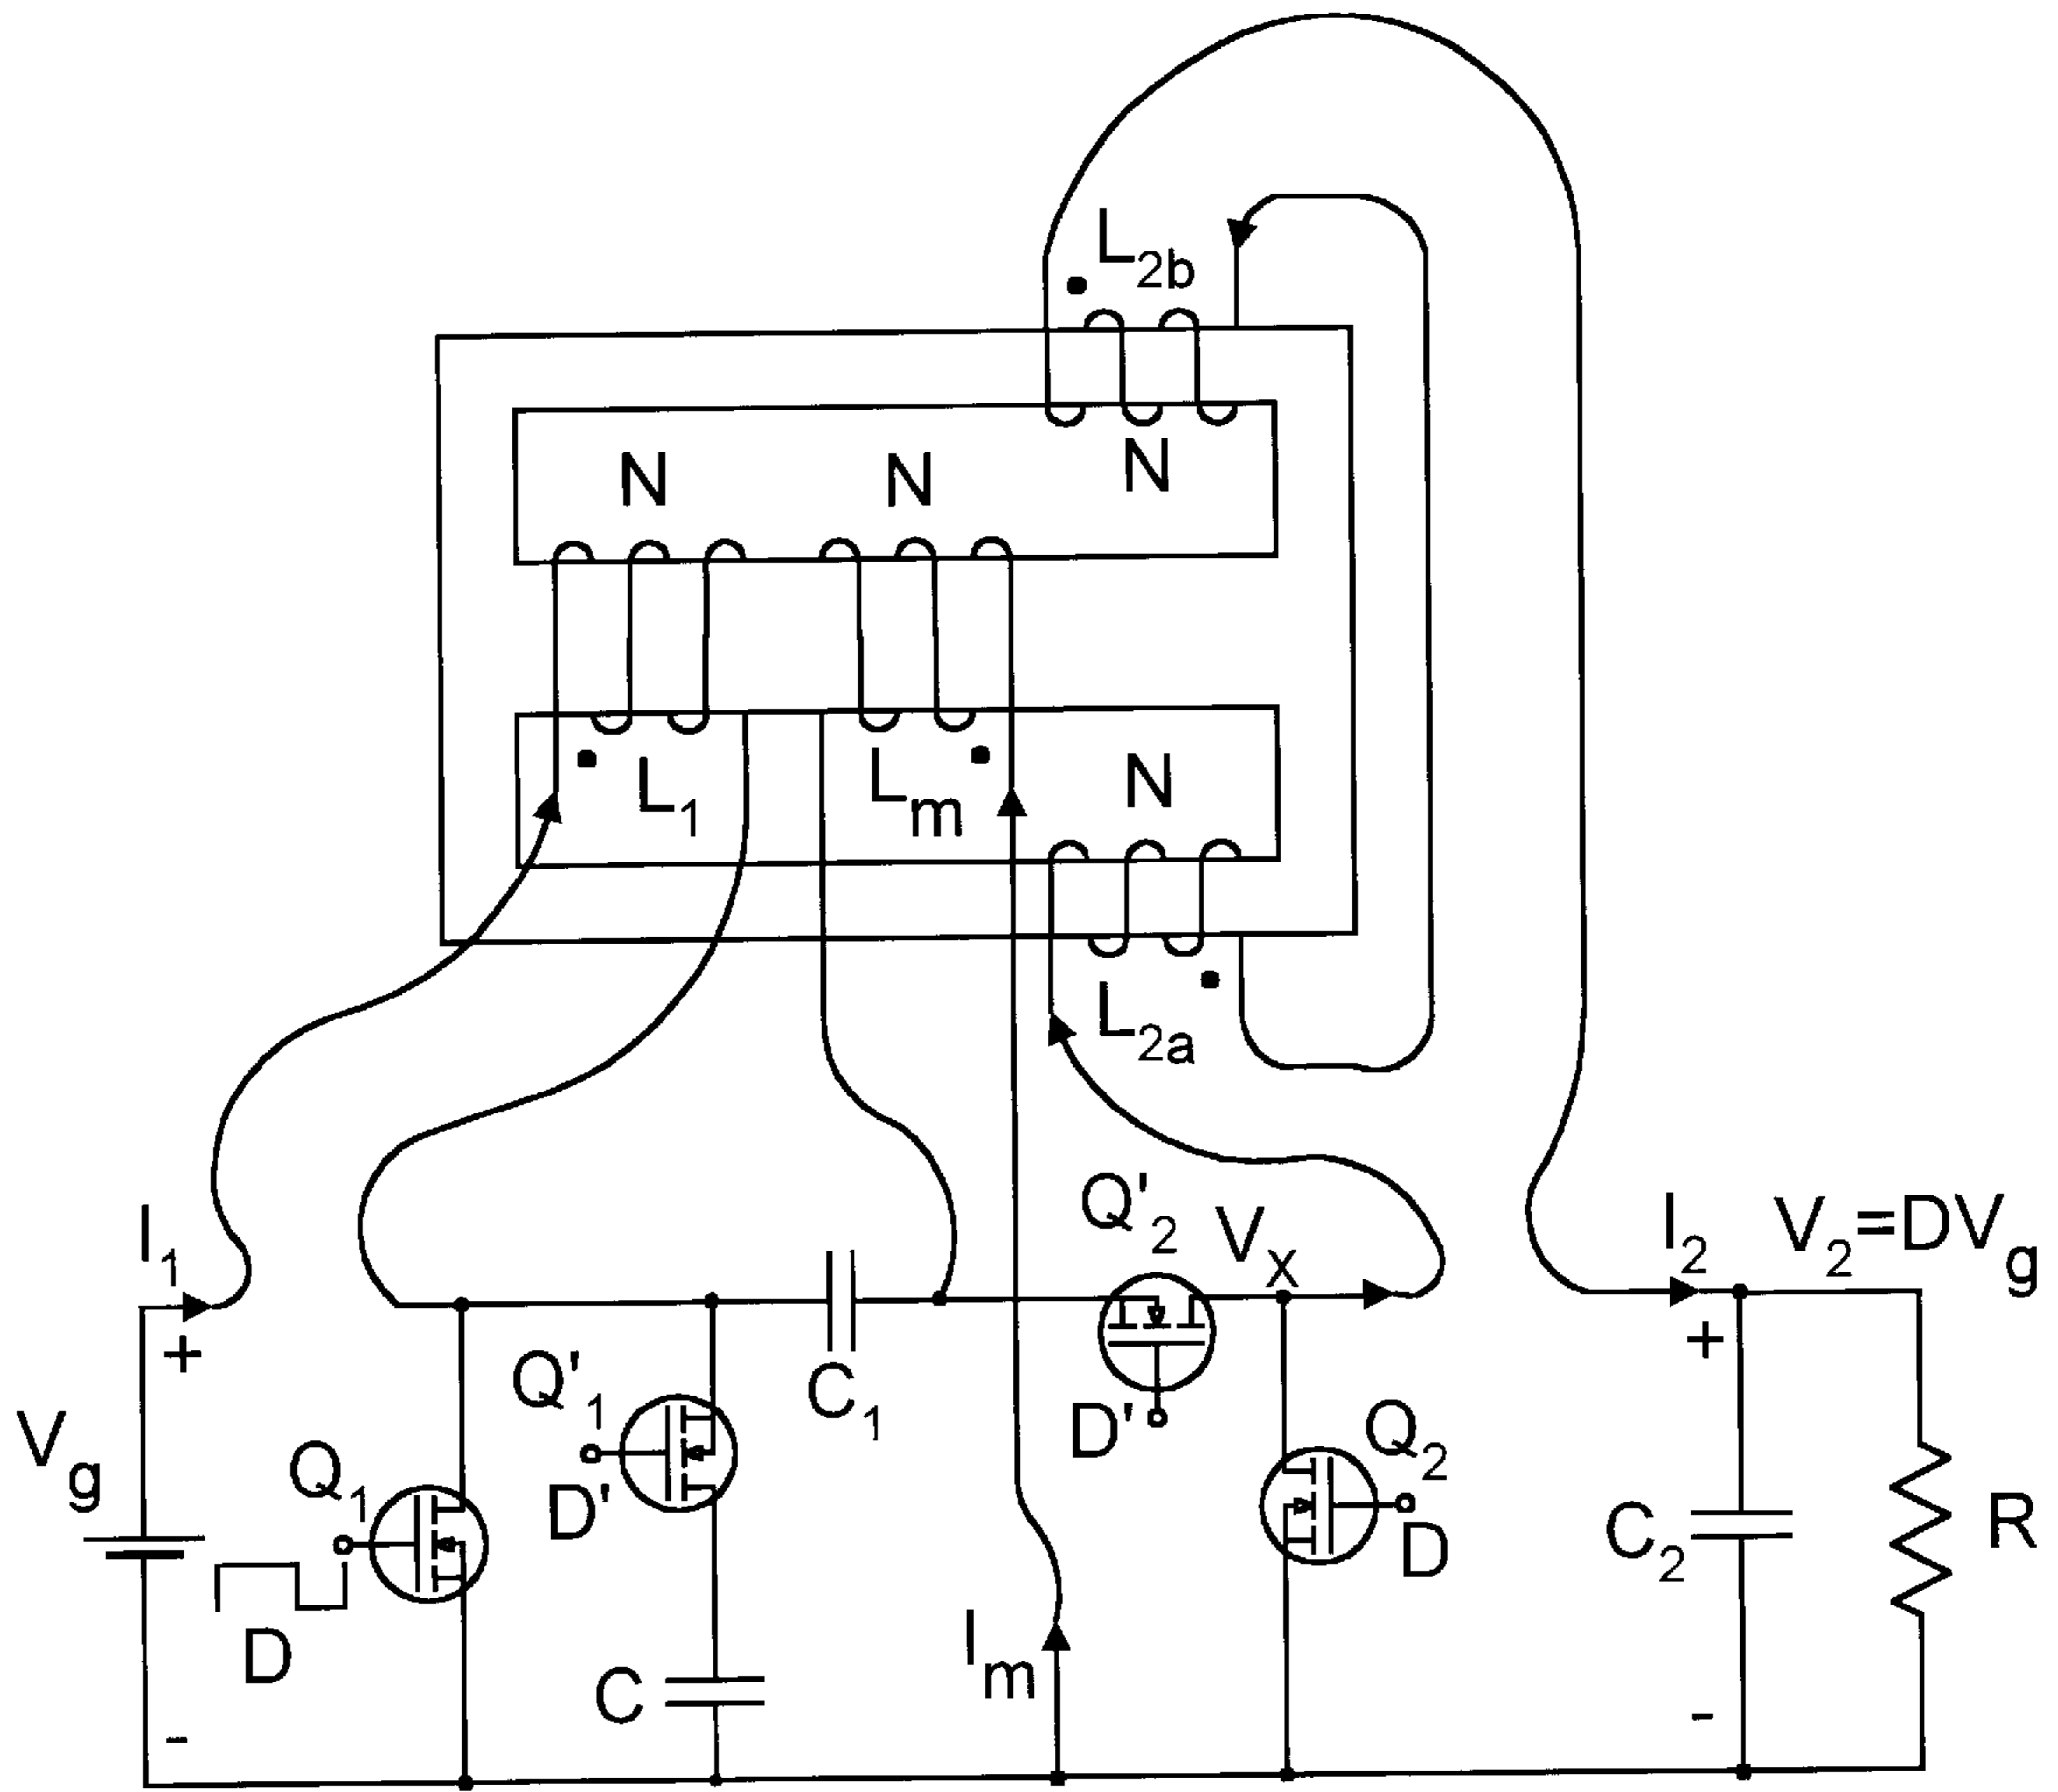 L2b
N N N
L1 Lm N
L2a
I1 Q'2 VX I2 V2=DVg
+ +
Q'1 C1
Vg Q1 D' D' Q2
D C2 R
D
C Im
- -